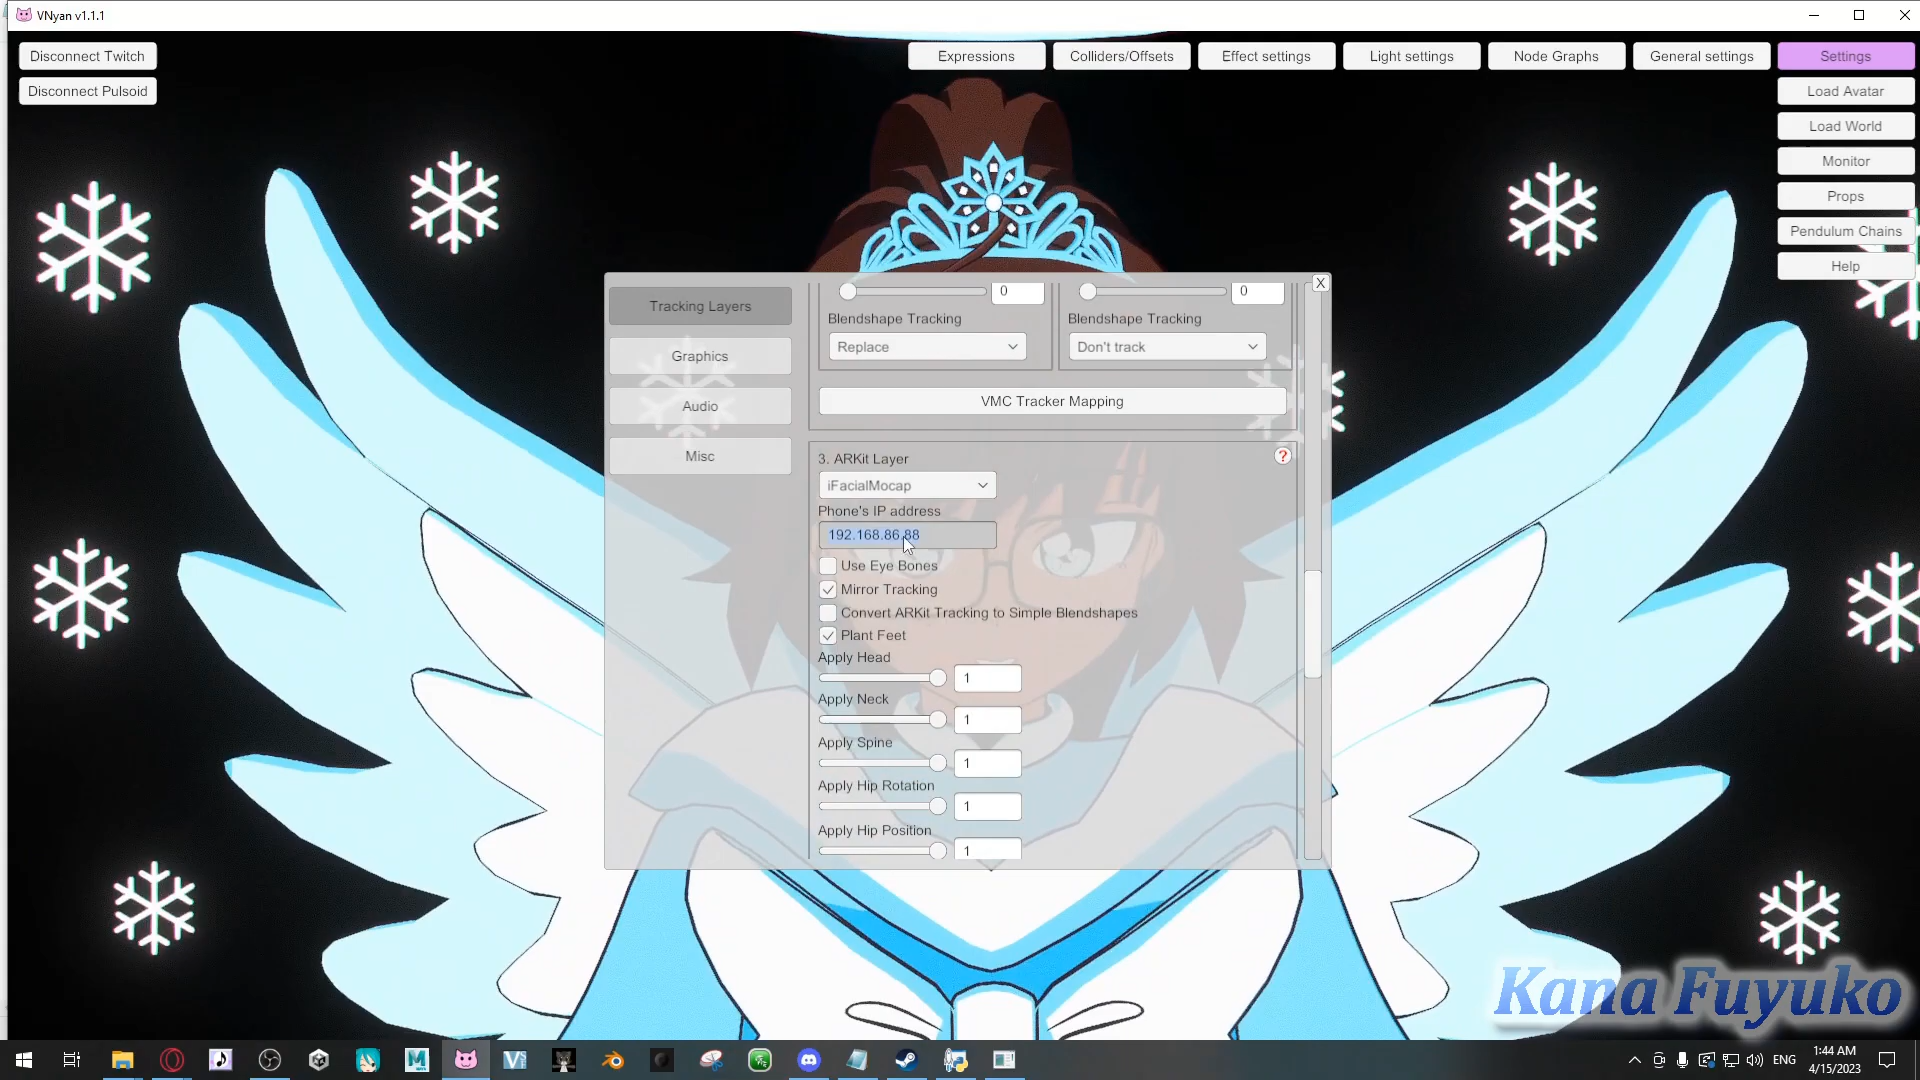 VNyan v1.1.1
Disconnect Twitch
Expressions
Colliders/Offsets
Effect settings
Light settings
Node Graphs
General settings
Settings
Disconnect Pulsoid
Load Avatar
Load World
Monitor
Props
Pendulum Chains
Help
X
Tracking Layers
Graphics
Audio
Misc
0
0
Blendshape Tracking
Blendshape Tracking
Replace
Don't track
VMC Tracker Mapping
3. ARKit Layer
?
iFacialMocap
Phone's IP address
192.168.86.88
Use Eye Bones
Mirror Tracking
Convert ARKit Tracking to Simple Blendshapes
Plant Feet
Apply Head
1
Apply Neck
1
Apply Spine
1
Apply Hip Rotation
1
Apply Hip Position
1
Kana Fuyuko
ENG
1:44 AM
4/15/2023